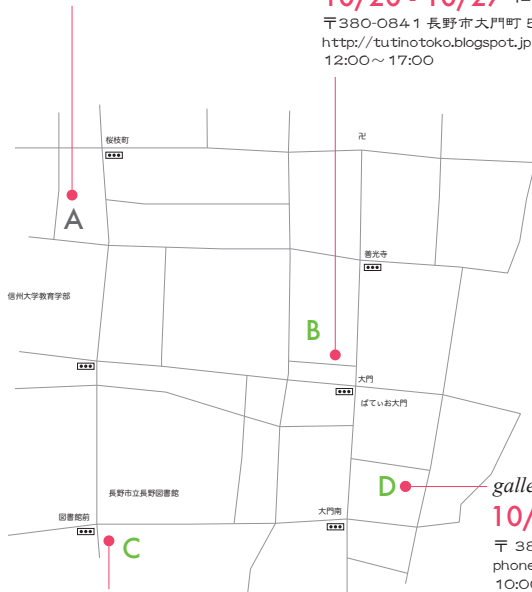 10/20 - 10/27
〒380-0841 長野市大門町
http://tutinotoko.blogspot.jp
12:00～17:00
卍
桜枝町
A
善光寺
信州大学教育学部
B
大門
ぱてぃお大門
D
galle
10/
長野市立長野図書館
図書館前
大門南
C
〒 38
phone
10:00